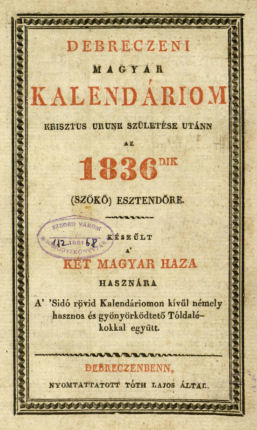 DEBRECZENI
MAGYAR
KALENDÁRIOM
KRISZTUS URUNK SZÜLETÉSE UTÁNN
AZ
1836DIK
(SZÖKŐ) ESZTENDŐRE.
KÉSZÜLT
A'
KÉT MAGYAR HAZA
HASZNÁRA
A' 'Sidó rövid Kalendáriomon kívűl némely
hasznos és gyönyörködtető Tóldalé-
kokkal együtt.
DEBRECZENBENN,
NYOMTATTATOTT TÓTH LAJOS ÁLTAL.